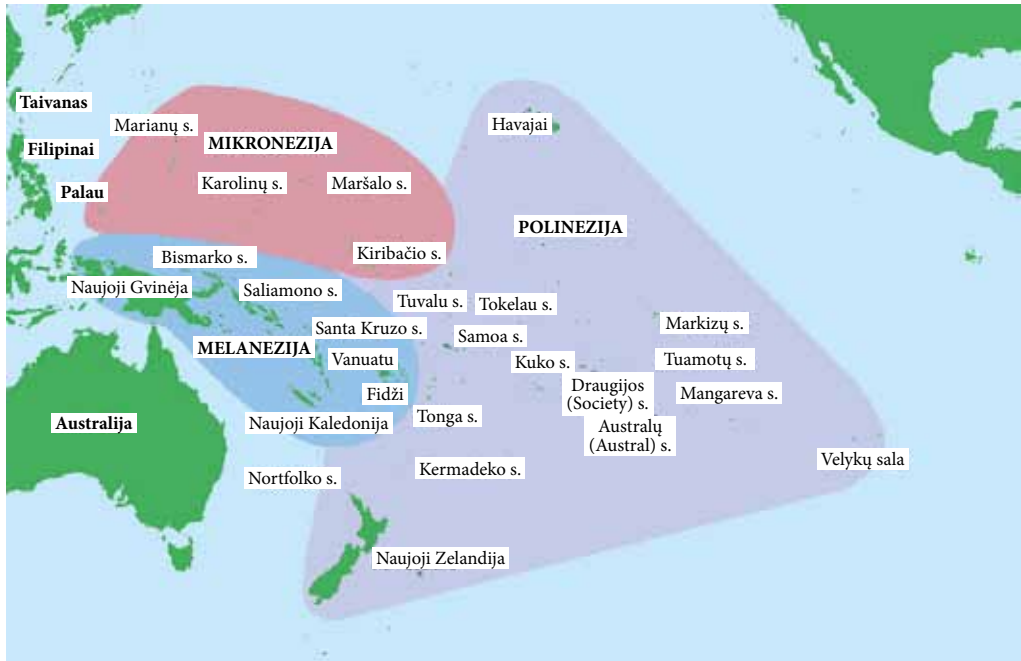 Taivanas
Marianų s.
Havajai
MIKRONEZIJA
Filipinai
Palau
Karolinų s.
Maršalo s.
POLINEZIJA
Bismarko s.
Kiribačio s.
Naujoji Gvinėja
Saliamono s.
Tuvalu s.
Tokelau s.
Santa Kruzo s.
Samoa s.
Markizų s.
MELANEZIJA
Vanuatu
Kuko s.
Tuamotų s.
Fidži
Draugijos
(Society) s.
Mangareva s.
Australija
Naujoji Kaledonija
Tonga s.
Australų
(Austral) s.
Velykų sala
Nortfolko s.
Kermadeko s.
Naujoji Zelandija